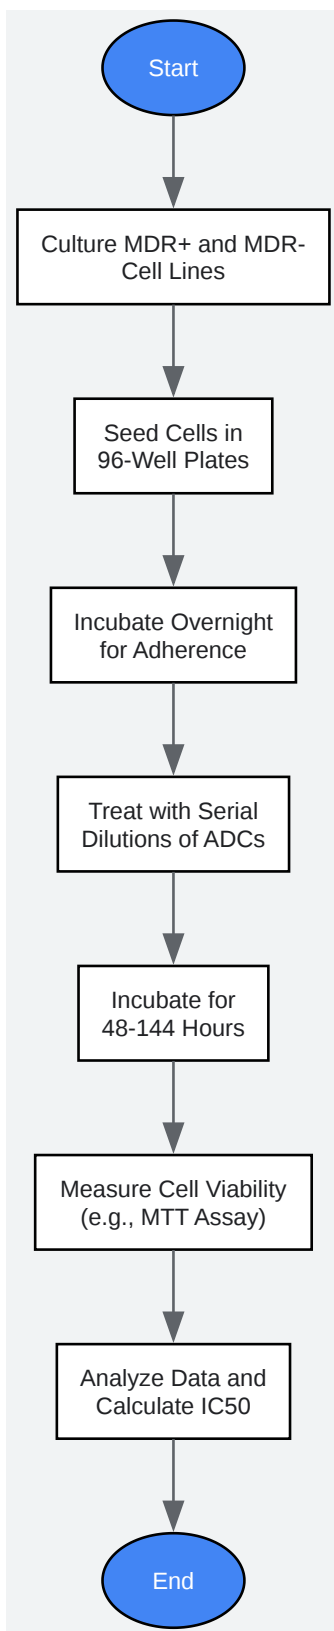 Start
Culture MDR+ and MDR-
Cell Lines
Seed Cells in
96-Well Plates
Incubate Overnight
for Adherence
Treat with Serial
Dilutions of ADCs
Incubate for
48-144 Hours
Measure Cell Viability
(e.g., MTT Assay)
Analyze Data and
Calculate IC50
End